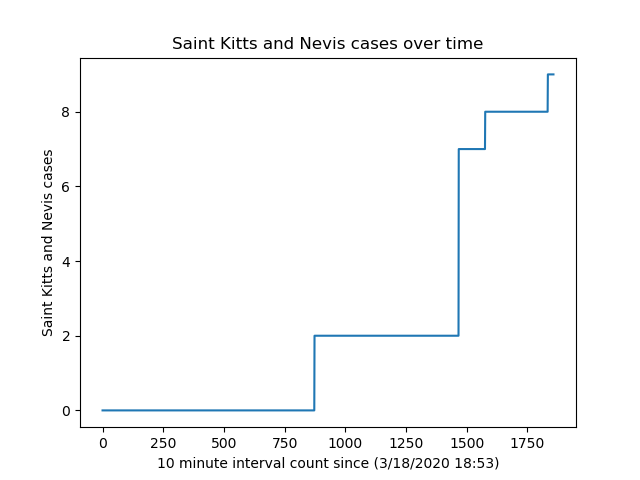 Saint Kitts and Nevis cases over time
Saint Kitts and Nevis cases
8
6
4
2
0
0 250 500 750 1000 1250 1500 1750
10 minute interval count since (3/18/2020 18:53)